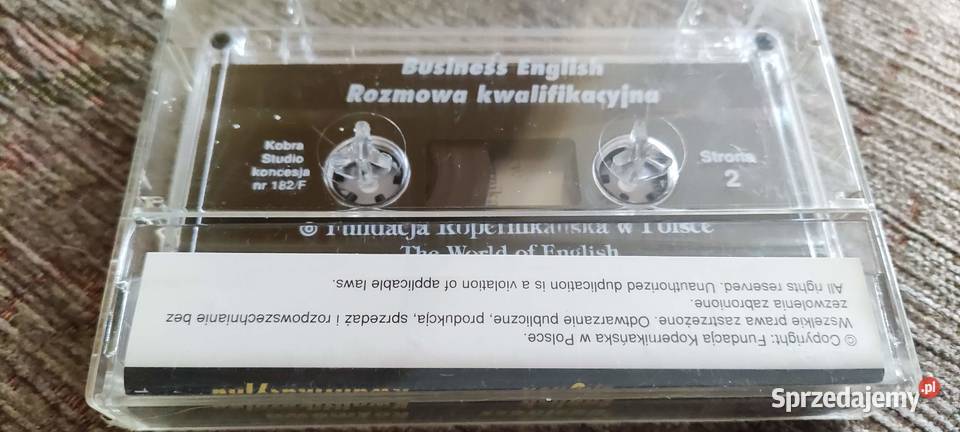 Business English
Rozmowa kwalifikacyjna
Kobra
Studio
koncesja
nr 182/F
Strona
2
© Fundacja Kopernikańska w Polsce
The World of English
© Copyright: Fundacja Kopernikańska w Polsce.
Wszelkie prawa zastrzeżone. Odtwarzanie publiczne, produkcja, sprzedaż i rozpowszechnianie bez
zezwolenia zabronione.
All rights reserved. Unauthorized duplication is a violation of applicable laws.
Sprzedajemy.pl